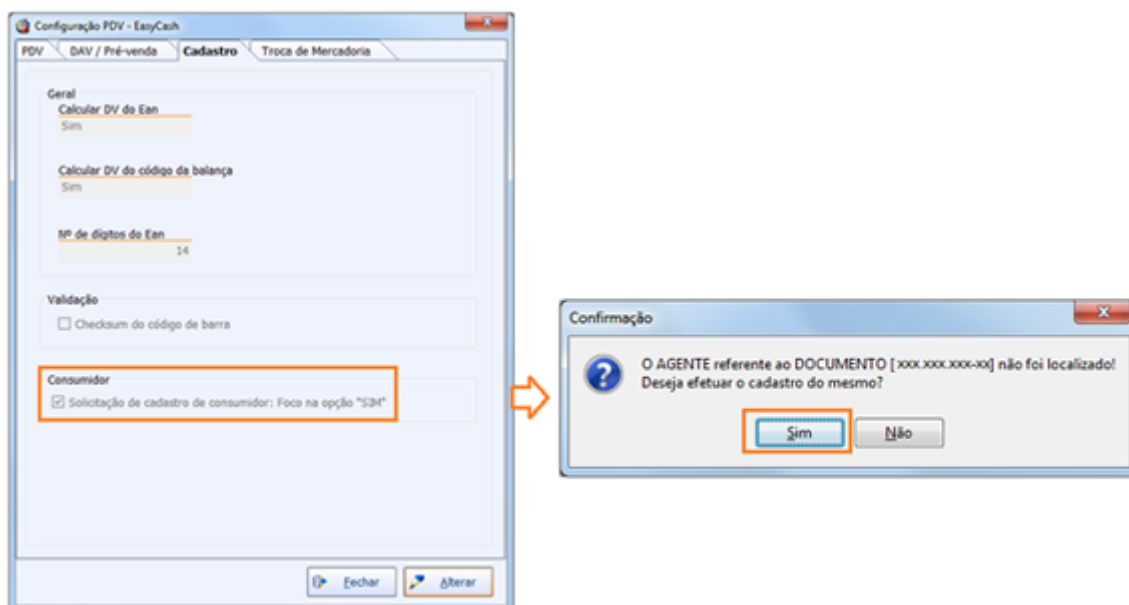 Configuração PDV - EasyCash
PDV DAV / Pré-venda Cadastro Troca de Mercadoria
Geral
Calcular DV do Ean
Sim
Calcular DV do código da balança
Sim
Nº de dígitos do Ean
14
Validação
Checksum do código de barra
Consumidor
Solicitação de cadastro de consumidor: Foco na opção "SIM"
Fechar Alterar
Confirmação
O AGENTE referente ao DOCUMENTO [ xxx.xxx.xxx-xx] não foi localizado!
Deseja efetuar o cadastro do mesmo?
Sim Não